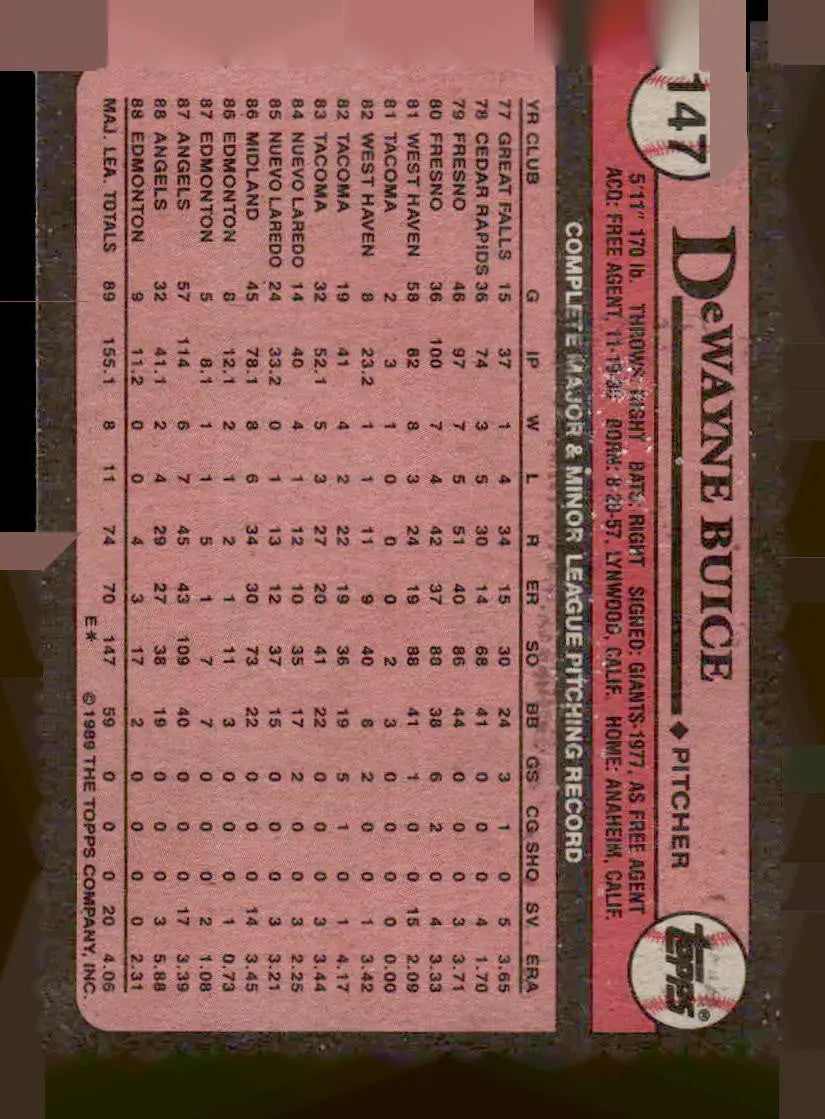 147
DeWAYNE BUICE ◆ PITCHER
TOPPS®
5'11" 170 lb. THROWS: RIGHY BATS: RIGHT SIGNED: GIANTS-1977, AS FREE AGENT
ACQ: FREE AGENT, BORN: 8-20-57, LYNWOOD, CALIF. HOME: ANAHEIM, CALIF.
COMPLETE MAJOR & MINOR LEAGUE PITCHING RECORD
YR CLUB G IP W L R ER SO BB GS CG SHO SV ERA
77 GREAT FALLS 15 37 1 4 34 15 30 24 3 1 0 5 3.65
78 CEDAR RAPIDS 36 74 3 5 30 14 68 41 0 0 0 4 1.70
79 FRESNO 46 97 7 5 51 40 86 44 0 0 0 3 3.71
80 FRESNO 36 100 7 4 42 37 88 38 6 2 0 4 3.33
81 WEST HAVEN 58 82 8 3 24 19 88 41 1 0 0 15 2.09
81 TACOMA 2 3 1 0 0 0 2 3 0 0 0 0 0.00
82 WEST HAVEN 8 23.2 1 1 11 9 40 6 2 0 0 1 3.42
82 TACOMA 19 41 4 2 22 19 36 19 5 1 0 1 4.17
83 TACOMA 32 52.1 5 3 27 20 41 22 0 0 0 3 3.44
84 NUEVO LAREDO 14 40 4 1 12 10 35 17 2 0 0 3 2.25
85 NUEVO LAREDO 24 33.2 0 1 13 12 37 15 0 0 0 3 3.21
86 MIDLAND 45 78.1 8 6 34 30 73 22 0 0 0 14 3.45
86 EDMONTON 8 12.1 2 1 2 1 11 3 0 0 0 1 0.73
87 EDMONTON 5 8.1 1 1 5 1 7 7 0 0 0 2 1.08
87 ANGELS 57 114 6 7 45 43 109 40 0 0 0 17 3.39
88 ANGELS 32 41.1 2 4 29 27 38 19 0 0 0 3 5.88
88 EDMONTON 9 11.2 0 0 4 3 17 2 0 0 0 0 2.31
MAJ. LEA. TOTALS 89 155.1 8 11 74 70 147 59 0 0 0 20 4.06
E* ©1989 THE TOPPS COMPANY, INC.